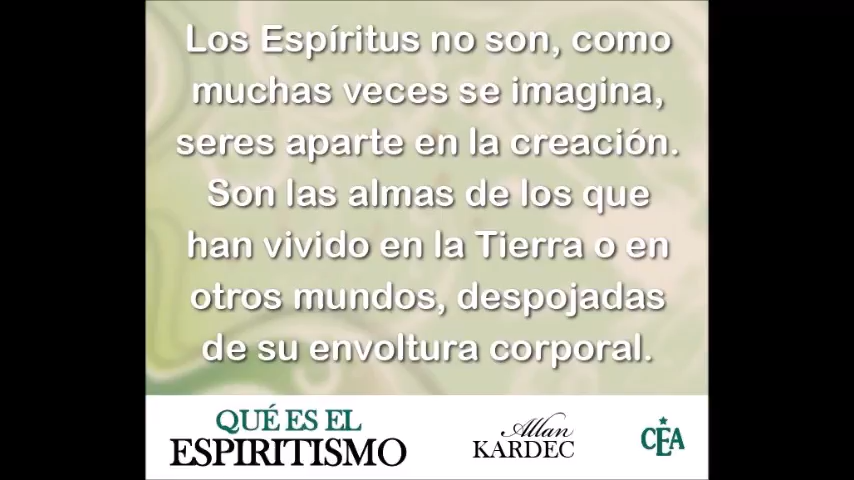 Los Espíritus no son, como
muchas veces se imagina,
seres aparte en la creación.
Son las almas de los que
han vivido en la Tierra o en
otros mundos, despojadas
de su envoltura corporal.
QUÉ ES EL
ESPIRITISMO
Allan
KARDEC
CEA